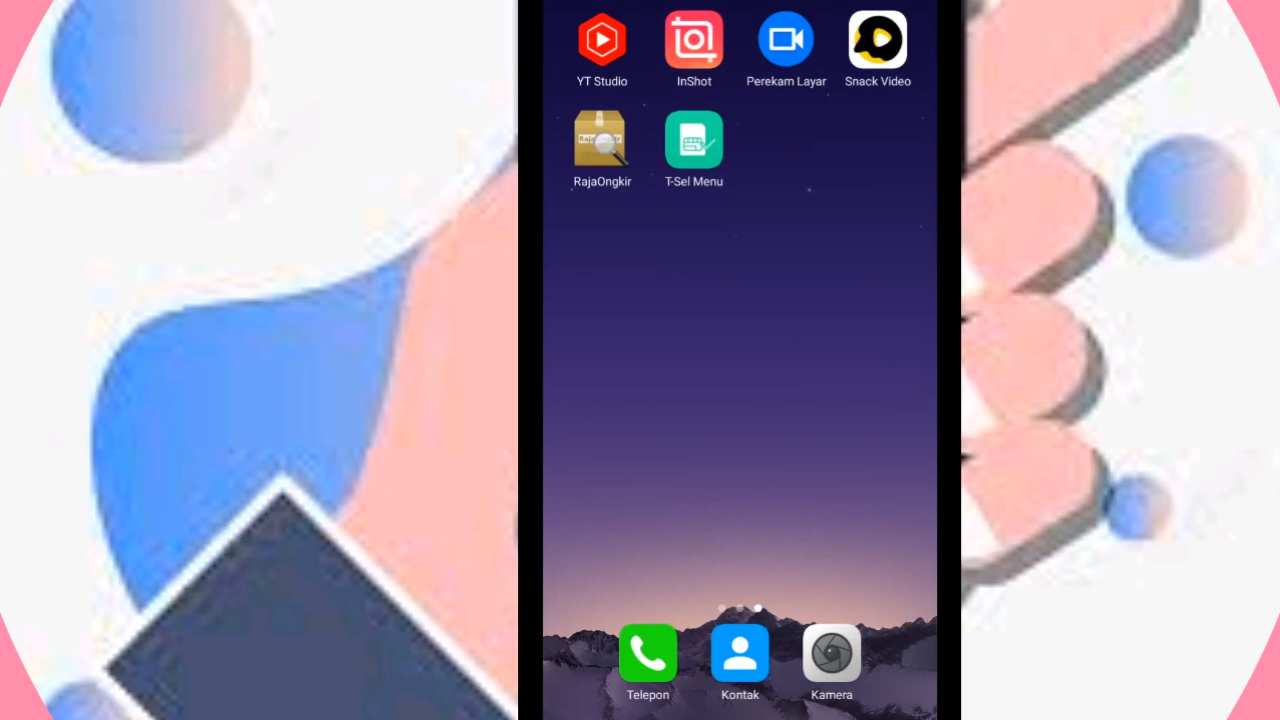 YT Studio
InShot
Perekam Layar
Snack Video
RajaOngkir
T-Sel Menu
Telepon
Kontak
Kamera